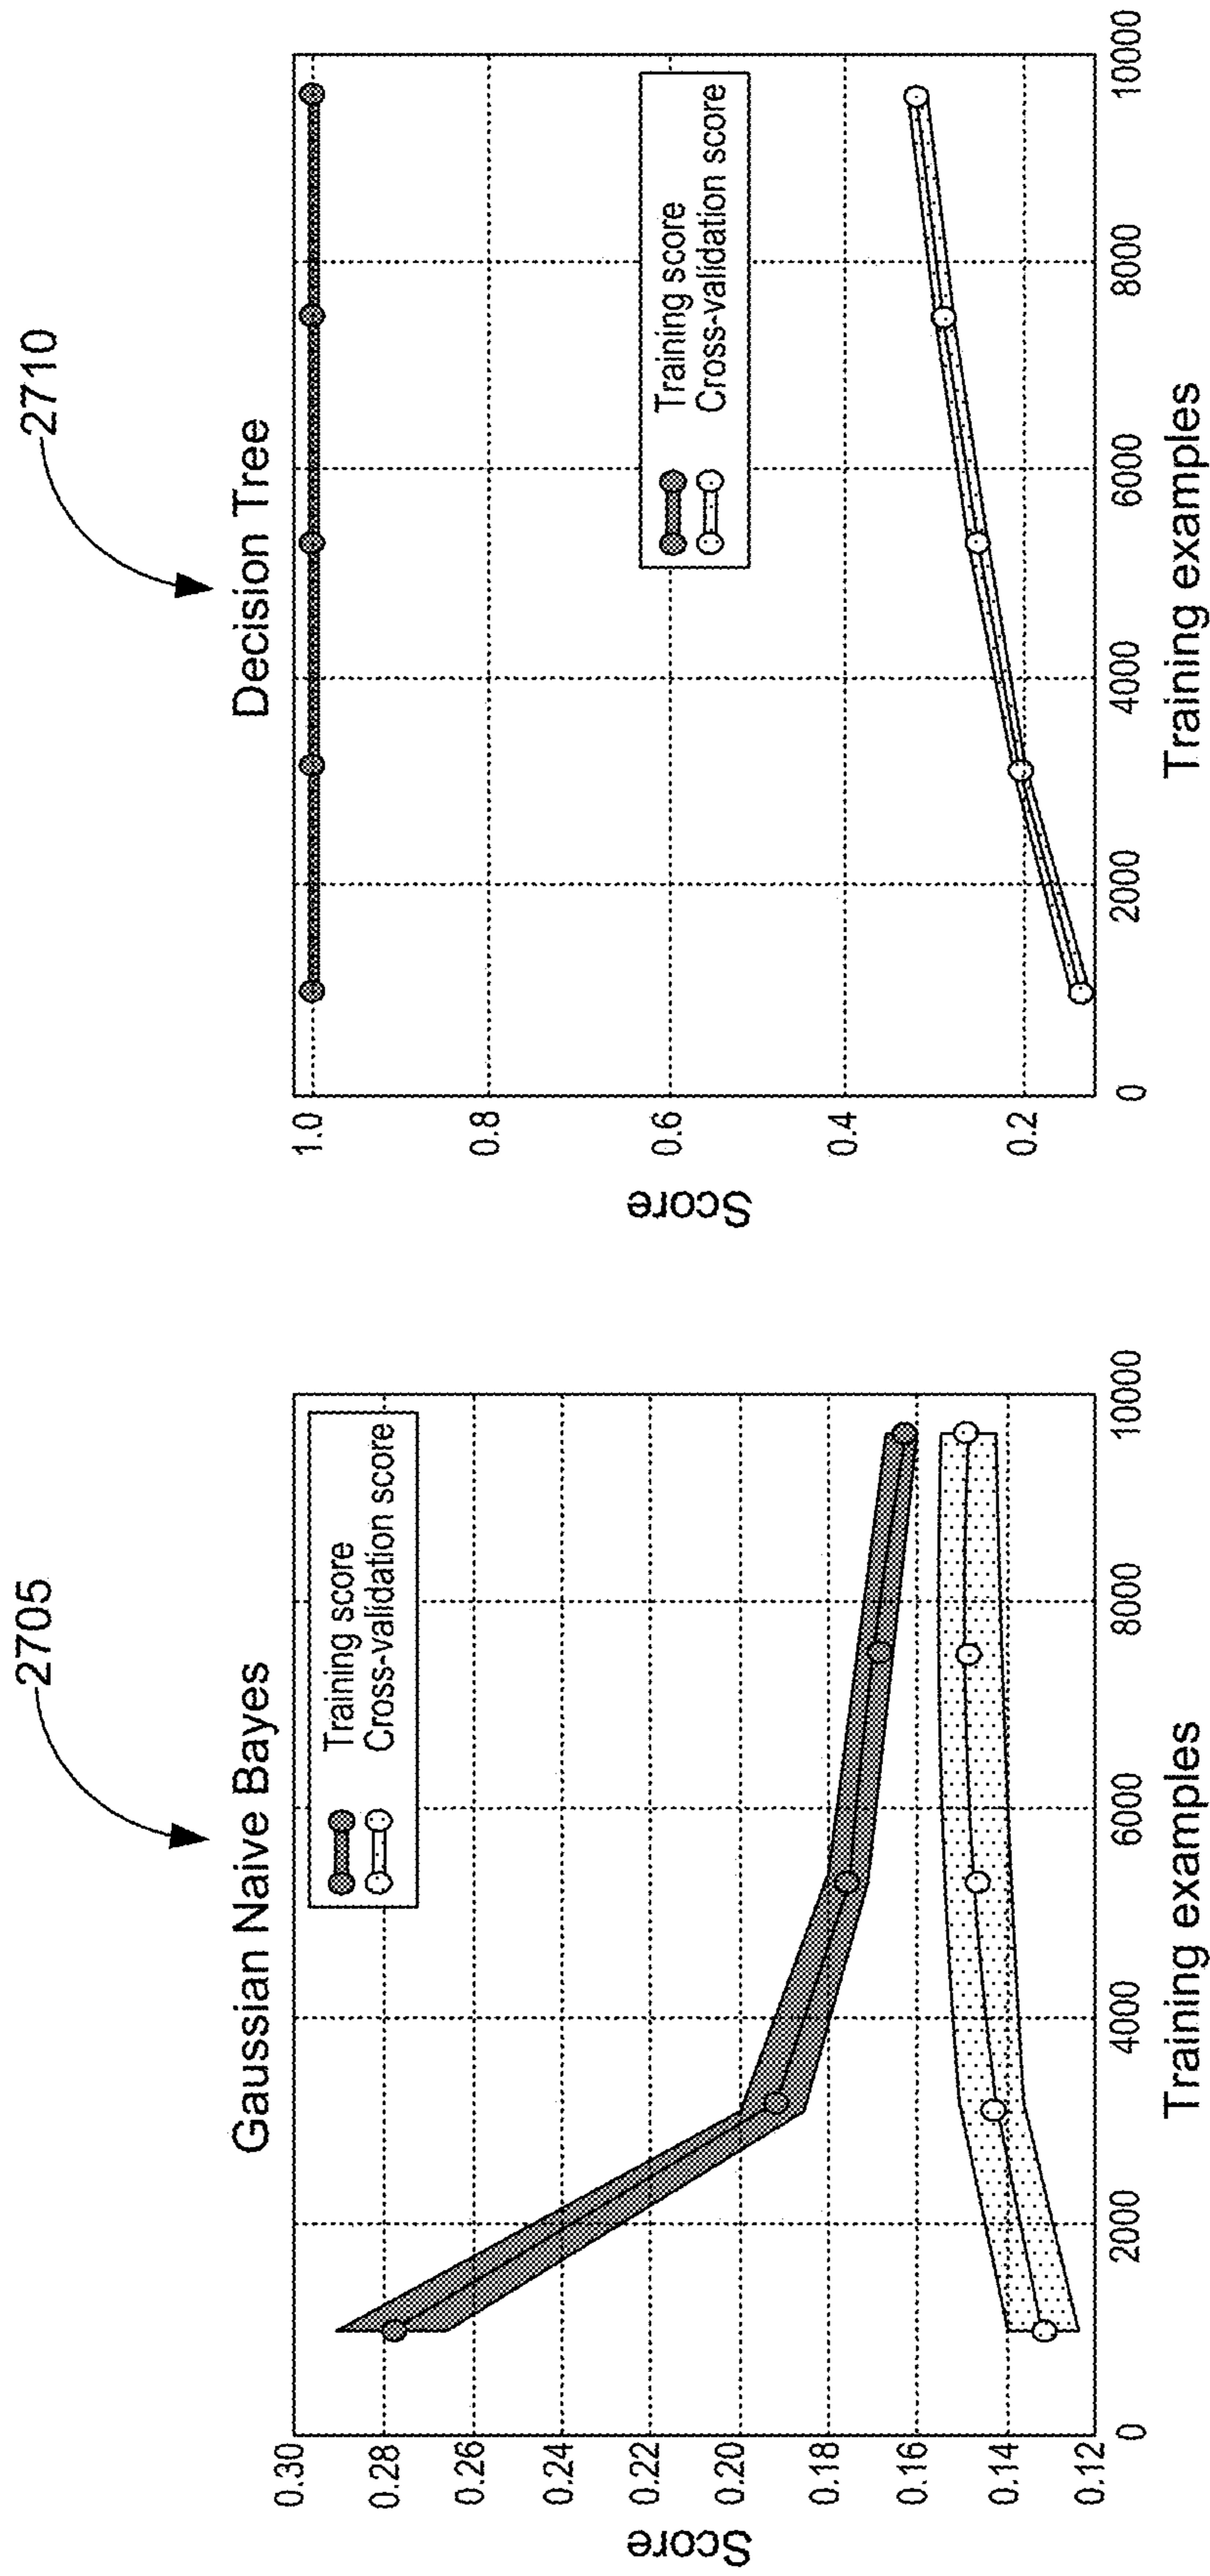 2705
Gaussian Naive Bayes
0.30
0.28
0.26
0.24
0.22
0.20
0.18
0.16
0.14
0.12
Score
Training score
Cross-validation score
0 2000 4000 6000 8000 10000
Training examples
2710
Decision Tree
1.0
0.8
0.6
0.4
0.2
Score
Training score
Cross-validation score
0 2000 4000 6000 8000 10000
Training examples